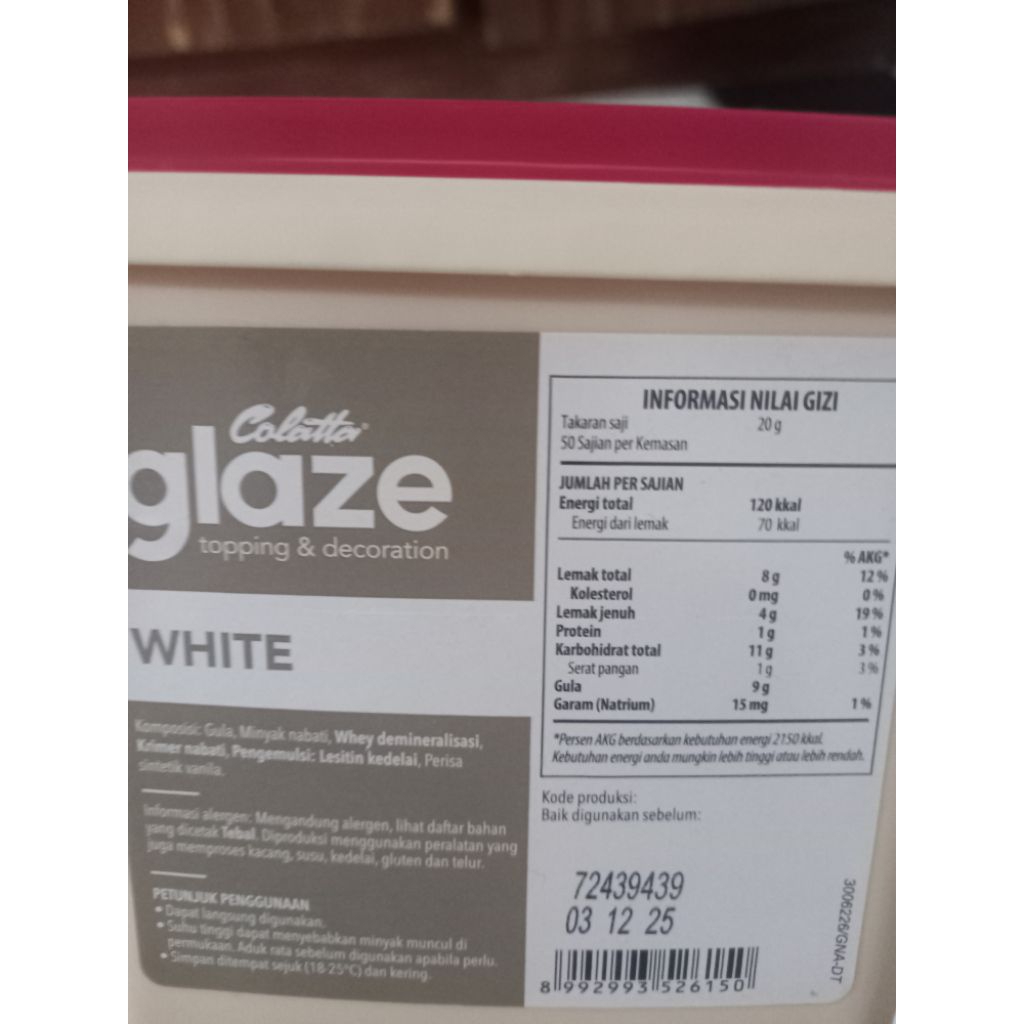 Colatta
glaze
topping & decoration
WHITE
Komposisi: Gula, Minyak nabati, Whey demineralisasi,
Krimer nabati, Pengemulsi: Lesitin kedelai, Perisa
sintetik vanila.
Informasi alergen: Mengandung alergen, lihat daftar bahan
yang dicetak Tebal. Diproduksi menggunakan peralatan yang
juga memproses kacang, susu, kedelai, gluten dan telur.
PETUNJUK PENGGUNAAN
• Dapat langsung digunakan.
• Suhu tinggi dapat menyebabkan minyak muncul di
permukaan. Aduk rata sebelum digunakan apabila perlu.
• Simpan ditempat sejuk (18-25°C) dan kering.
INFORMASI NILAI GIZI
Takaran saji 20 g
50 Sajian per Kemasan
JUMLAH PER SAJIAN
Energi total 120 kkal
Energi dari lemak 70 kkal
% AKG*
Lemak total 8 g 12 %
Kolesterol 0 mg 0 %
Lemak jenuh 4 g 19 %
Protein 1 g 1 %
Karbohidrat total 11 g 3 %
Serat pangan 1 g 3 %
Gula 9 g
Garam (Natrium) 15 mg 1 %
*Persen AKG berdasarkan kebutuhan energi 2150 kkal.
Kebutuhan energi anda mungkin lebih tinggi atau lebih rendah.
Kode produksi:
Baik digunakan sebelum:
72439439
03 12 25
8 992993 526150
3006226/GNA-DT